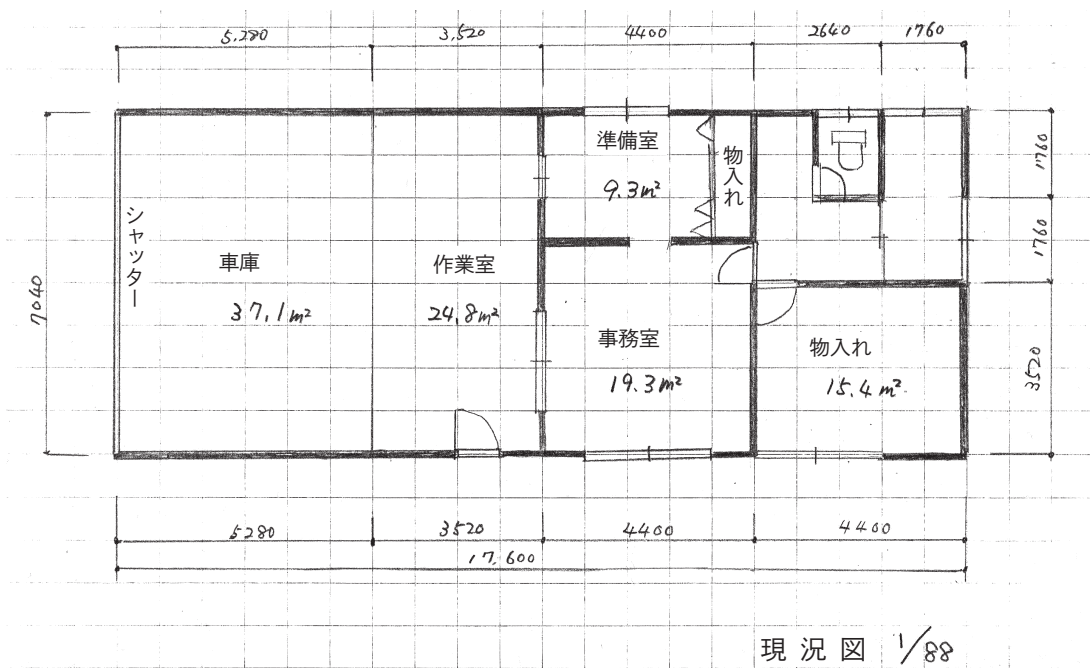 5,280 3,520 4400 2640 1760
準備室
9.3m²
物入れ
1760
シャッター
車庫
37.1m²
作業室
24.8m²
1760
7040
事務室
19.3m²
物入れ
15.4m²
3520
5280 3520 4400 4400
17,600
現況図 1/88